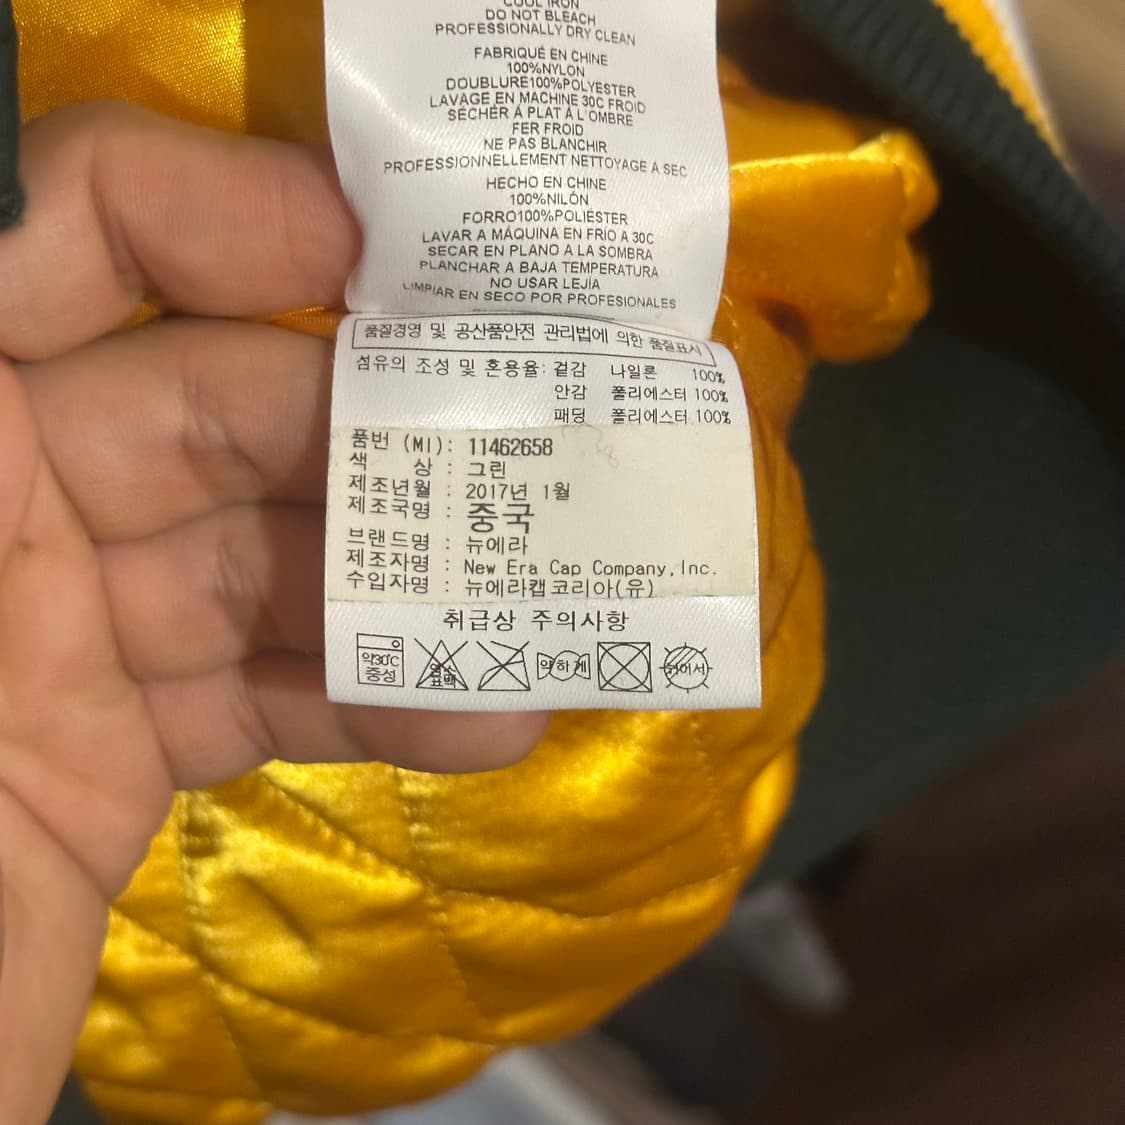 COOL IRON
DO NOT BLEACH
PROFESSIONALLY DRY CLEAN
FABRIQUÉ EN CHINE
100%NYLON
DOUBLURE100%POLYESTER
LAVAGE EN MACHINE 30C FROID
SÉCHER À PLAT À L'OMBRE
FER FROID
NE PAS BLANCHIR
PROFESSIONNELLEMENT NETTOYAGE A SEC
HECHO EN CHINE
100%NILÓN
FORRO100%POLIÉSTER
LAVAR A MÁQUINA EN FRÍO A 30C
SECAR EN PLANO A LA SOMBRA
PLANCHAR A BAJA TEMPERATURA
NO USAR LEJÍA
LIMPIAR EN SECO POR PROFESIONALES
품질경영 및 공산품안전 관리법에 의한 품질표시
섬유의 조성 및 혼용율: 겉감 나일론 100%
안감 폴리에스터 100%
패딩 폴리에스터 100%
품번 (MI): 11462658
색 상 : 그린
제조년월 : 2017년 1월
제조국명 : 중국
브랜드명 : 뉴에라
제조자명 : New Era Cap Company,Inc.
수입자명 : 뉴에라캡코리아(유)
취급상 주의사항
약30℃ 중성
염소 표백
약하게
뉘어서